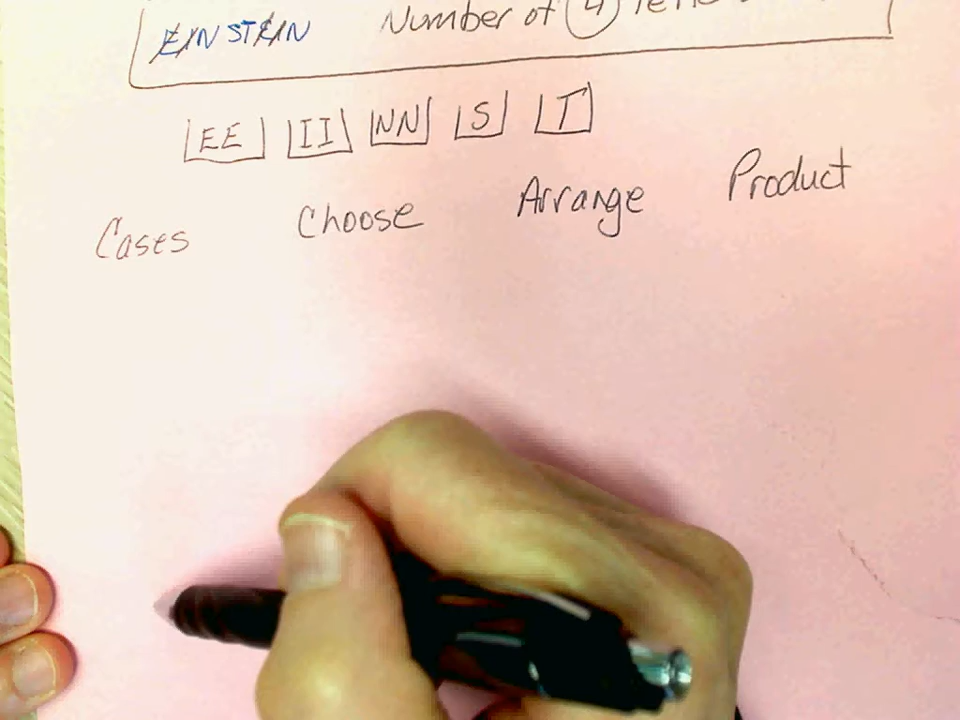 EINSTEIN Number of 4
EE II NN S T
Cases Choose Arrange Product